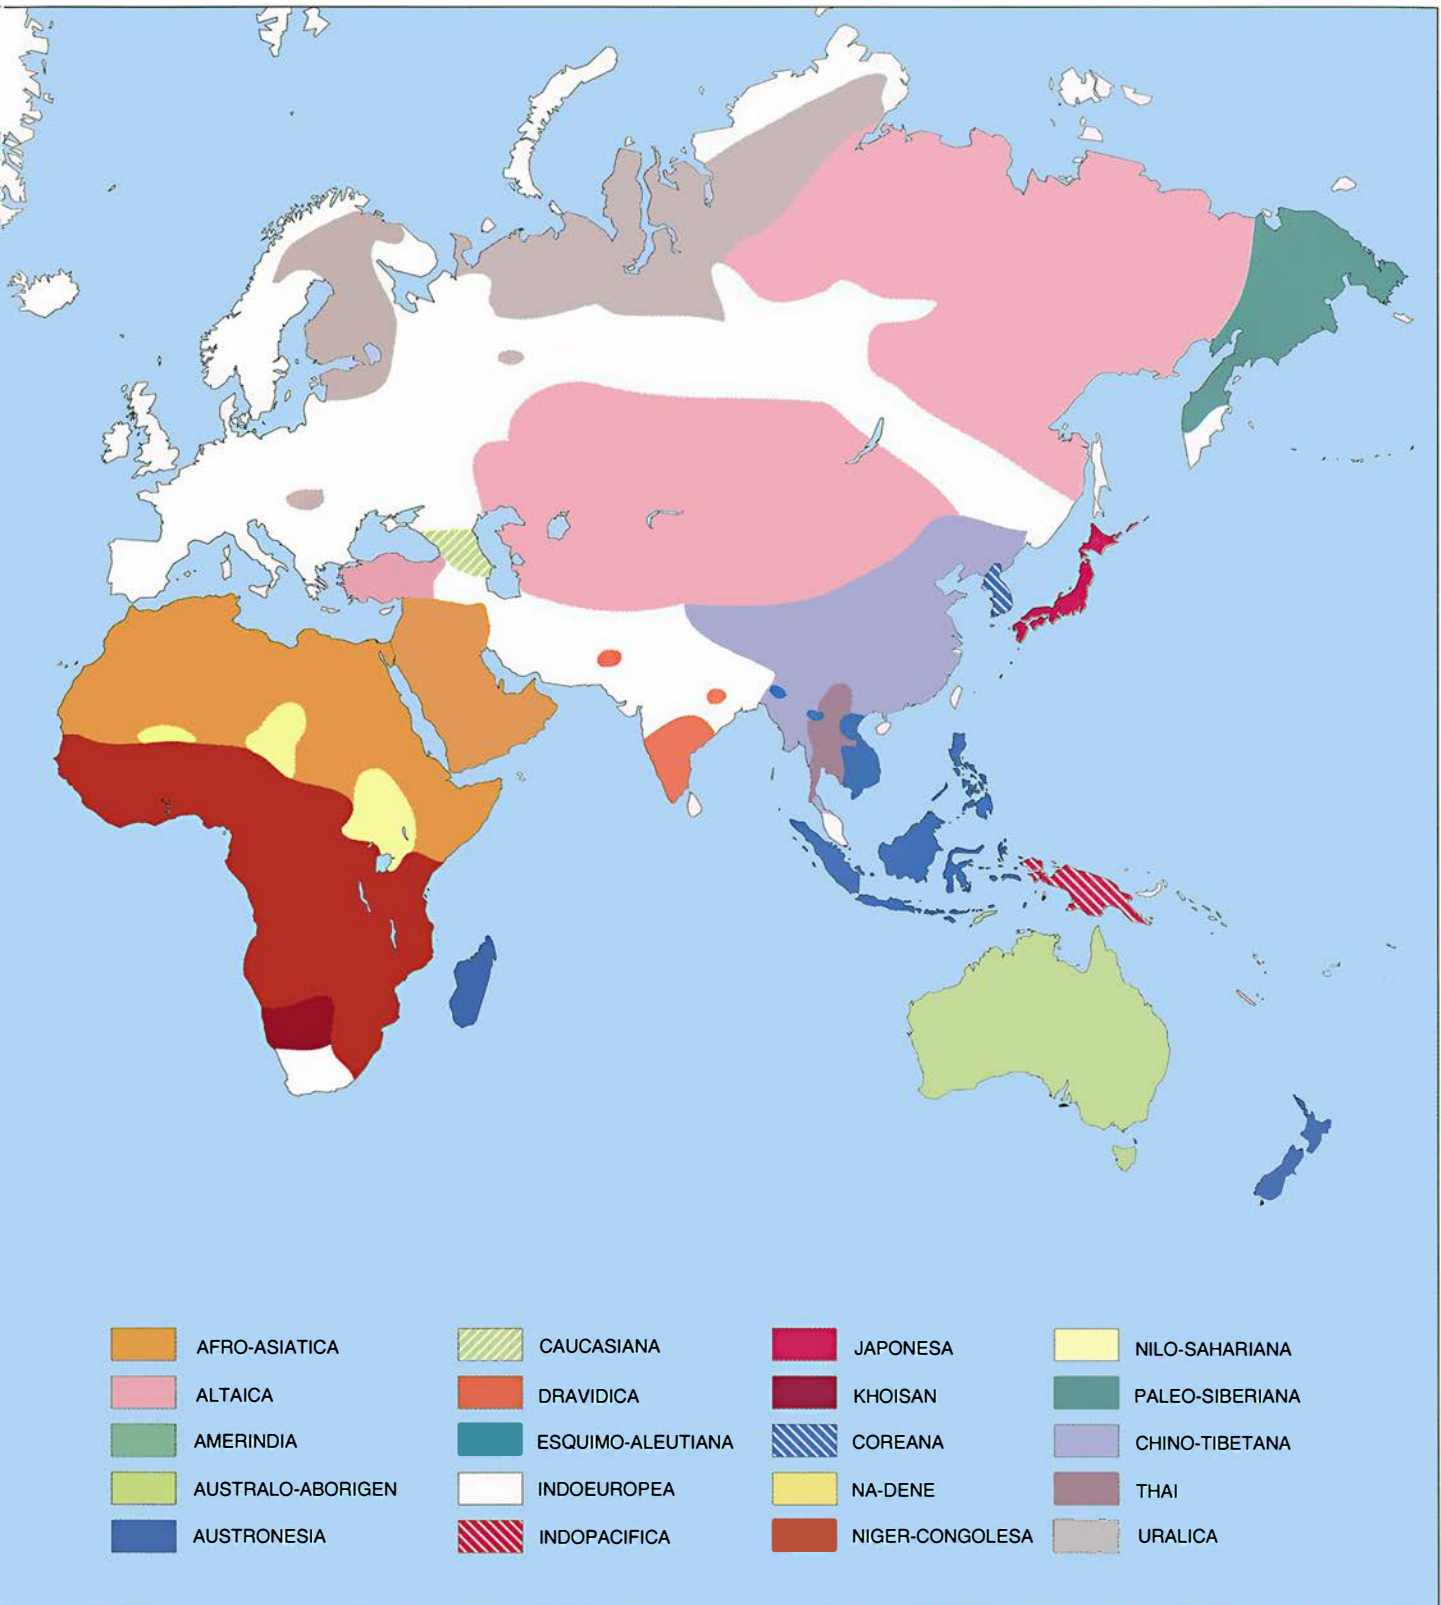 AFRO-ASIATICA
ALTAICA
AMERINDIA
AUSTRALO-ABORIGEN
AUSTRONESIA
CAUCASIANA
DRAVIDICA
ESQUIMO-ALEUTIANA
INDOEUROPEA
INDOPACIFICA
JAPONESA
KHOISAN
COREANA
NA-DENE
NIGER-CONGOLESA
NILO-SAHARIANA
PALEO-SIBERIANA
CHINO-TIBETANA
THAI
URALICA